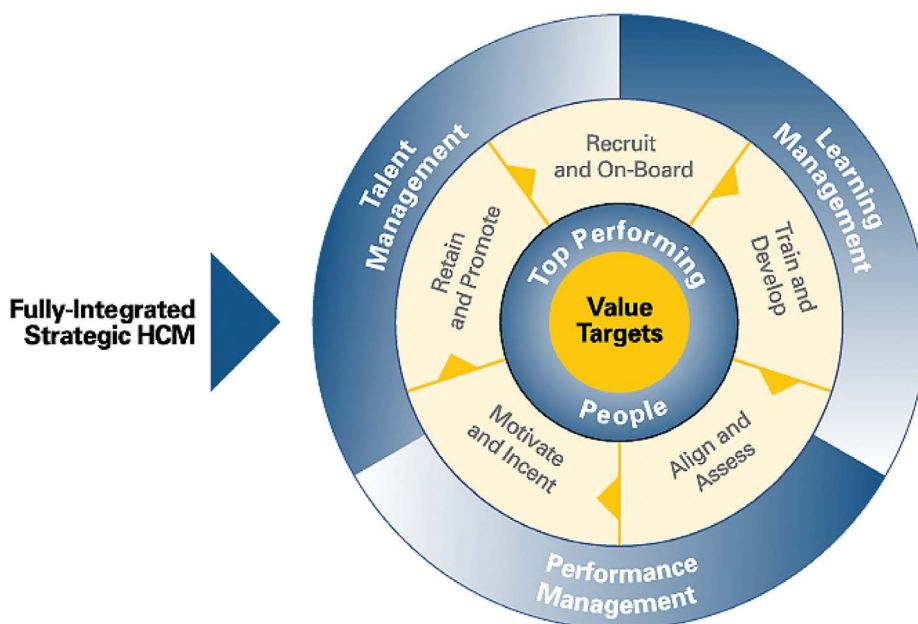 Fully-Integrated
Strategic HCM
Talent
Management
Learning
Management
Performance
Management
Recruit
and On-Board
Train and
Develop
Align and
Assess
Motivate
and Incent
Retain
and Promote
Top Performing
People
Value
Targets